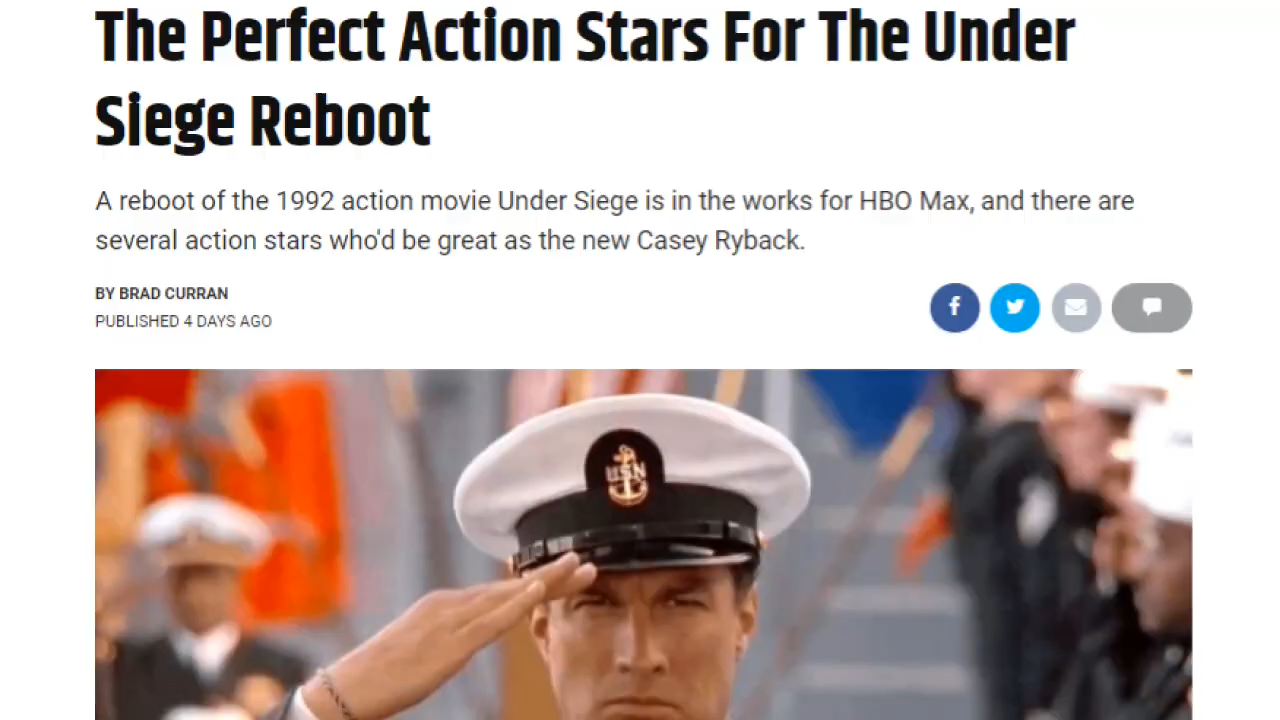 The Perfect Action Stars For The Under
Siege Reboot
A reboot of the 1992 action movie Under Siege is in the works for HBO Max, and there are
several action stars who'd be great as the new Casey Ryback.
BY BRAD CURRAN
PUBLISHED 4 DAYS AGO
f
USN